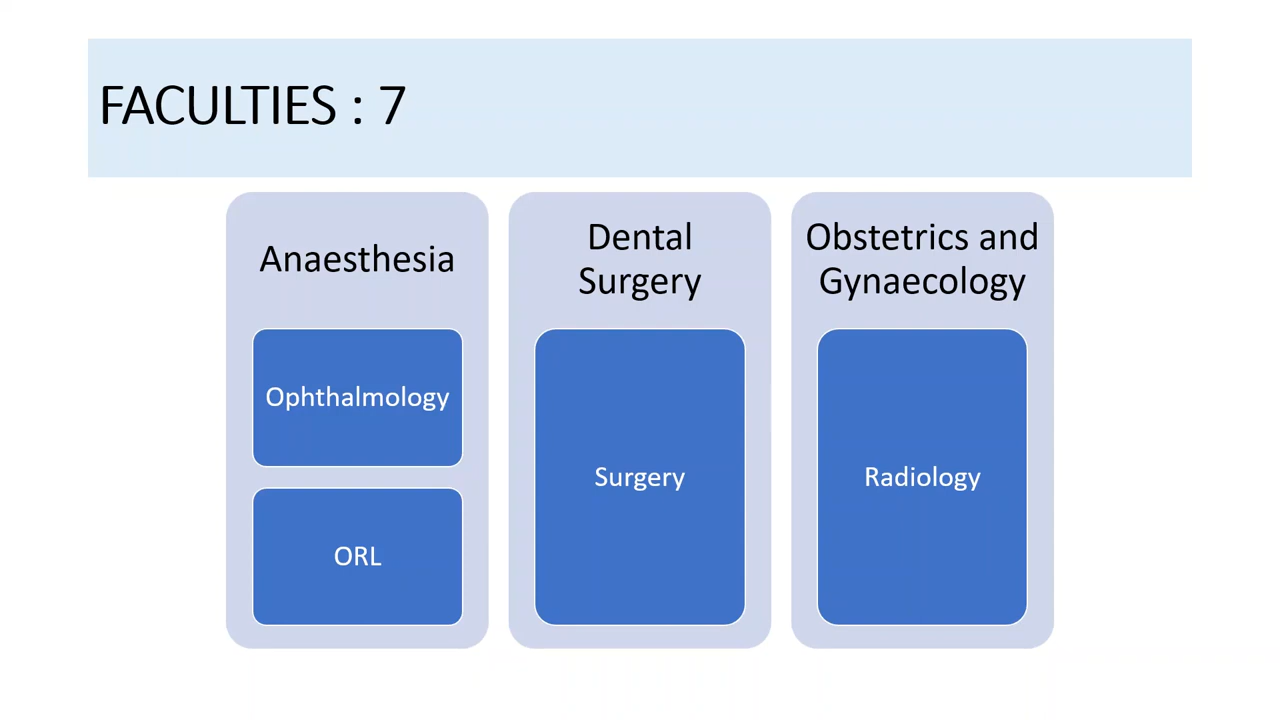 FACULTIES : 7
Anaesthesia
Ophthalmology
ORL
Dental
Surgery
Surgery
Obstetrics and
Gynaecology
Radiology